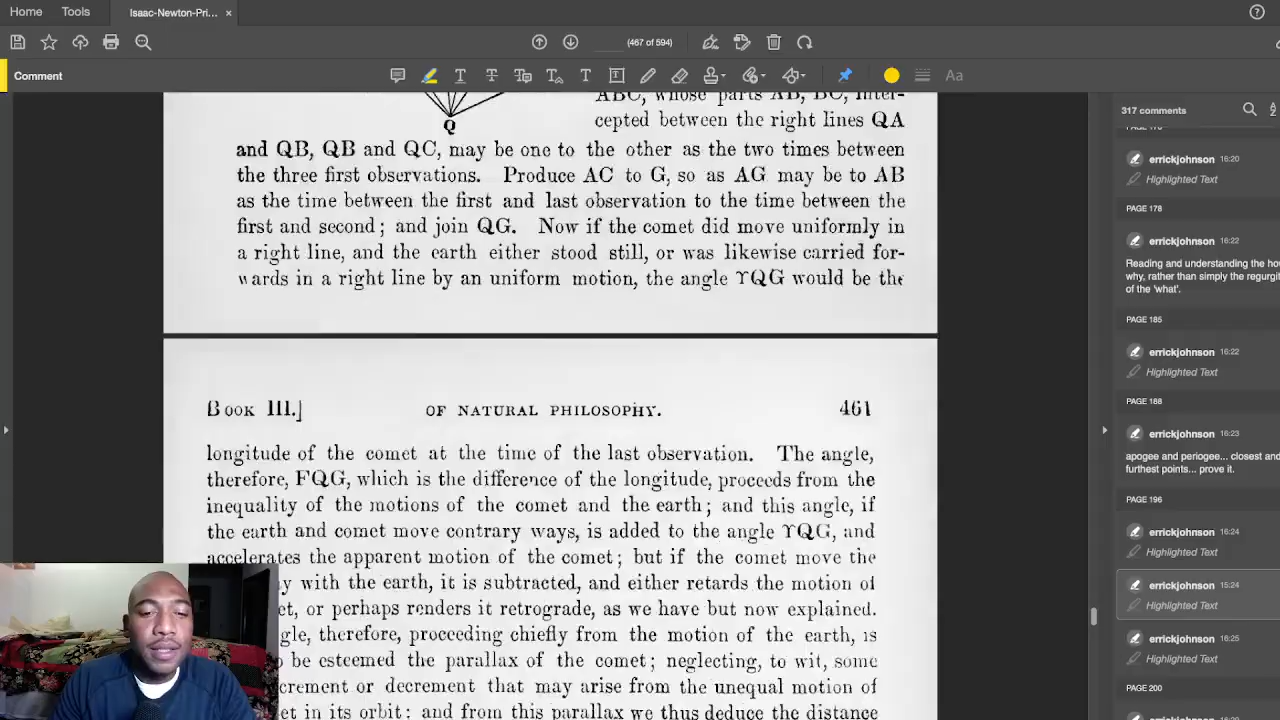 Home
Tools
Isaac-Newton-Pri... ×
(467 of 594)
Comment
Aa
Q
ABC, whose parts AB, BC, inter-
cepted between the right lines QA
and QB, QB and QC, may be one to the other as the two times between
the three first observations. Produce AC to G, so as AG may be to AB
as the time between the first and last observation to the time between the
first and second; and join QG. Now if the comet did move uniformly in
a right line, and the earth either stood still, or was likewise carried for-
wards in a right line by an uniform motion, the angle ♈QG would be the
Book III.]
OF NATURAL PHILOSOPHY.
461
longitude of the comet at the time of the last observation. The angle,
therefore, FQG, which is the difference of the longitude, proceeds from the
inequality of the motions of the comet and the earth; and this angle, if
the earth and comet move contrary ways, is added to the angle ♈QG, and
accelerates the apparent motion of the comet; but if the comet move the
with the earth, it is subtracted, and either retards the motion of
or perhaps renders it retrograde, as we have but now explained.
therefore, proceeding chiefly from the motion of the earth, is
be esteemed the parallax of the comet; neglecting, to wit, some
crement or decrement that may arise from the unequal motion of
in its orbit; and from this parallax we thus deduce the distance
317 comments
errickjohnson 16:20
Highlighted Text
PAGE 178
errickjohnson 16:22
Reading and understanding the how
why, rather than simply the regurgit
of the 'what'.
PAGE 185
errickjohnson 16:22
Highlighted Text
PAGE 188
errickjohnson 16:23
apogee and periogee... closest and
furthest points... prove it.
PAGE 196
errickjohnson 16:24
Highlighted Text
errickjohnson 15:24
Highlighted Text
errickjohnson 16:25
Highlighted Text
PAGE 200